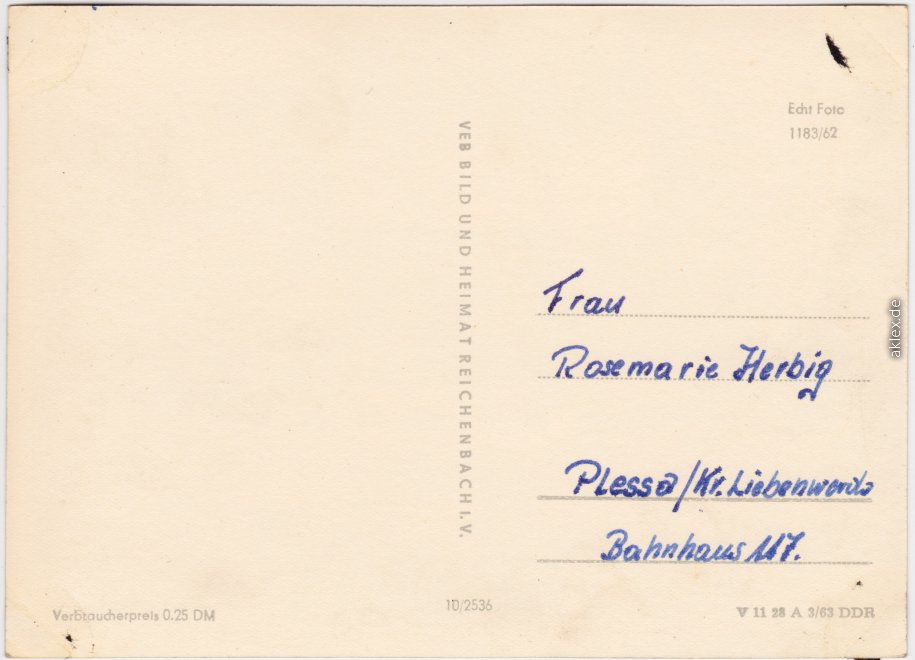 Echt Foto
1183/62
VEB BILD UND HEIMAT REICHENBACH I. V.
Frau
Rosemarie Herbig
Plessa/Kr. Liebenwerda
Bahnhaus 117.
Verbraucherpreis 0.25 DM
10/2536
V 11 28 A 3/63 DDR
aklex.de